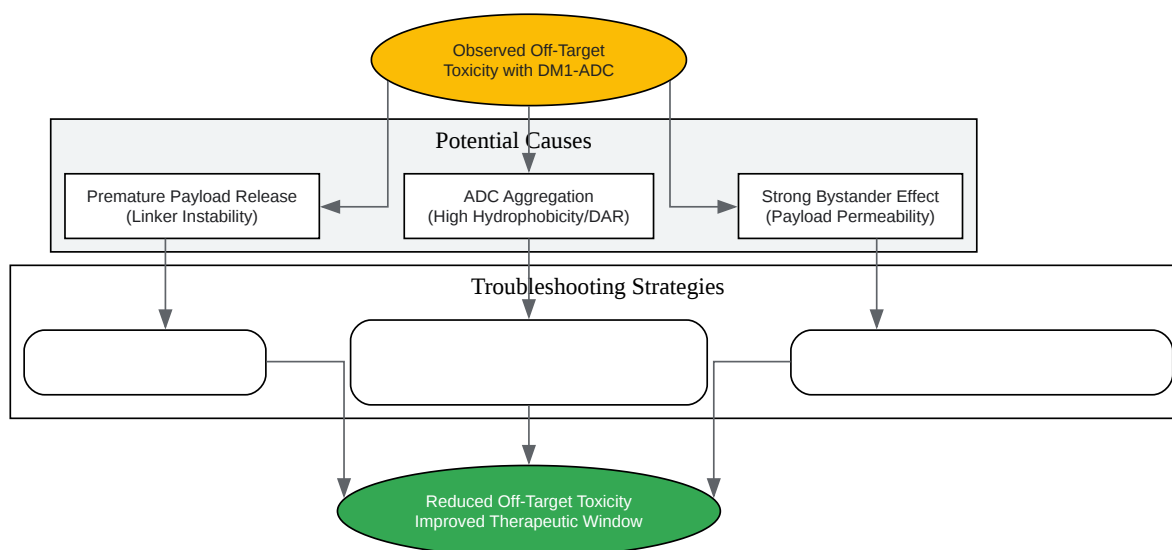 Observed Off-Target
Toxicity with DM1-ADC
Potential Causes
Premature Payload Release
(Linker Instability)
ADC Aggregation
(High Hydrophobicity/DAR)
Strong Bystander Effect
(Payload Permeability)
Troubleshooting Strategies
Reduced Off-Target Toxicity
Improved Therapeutic Window